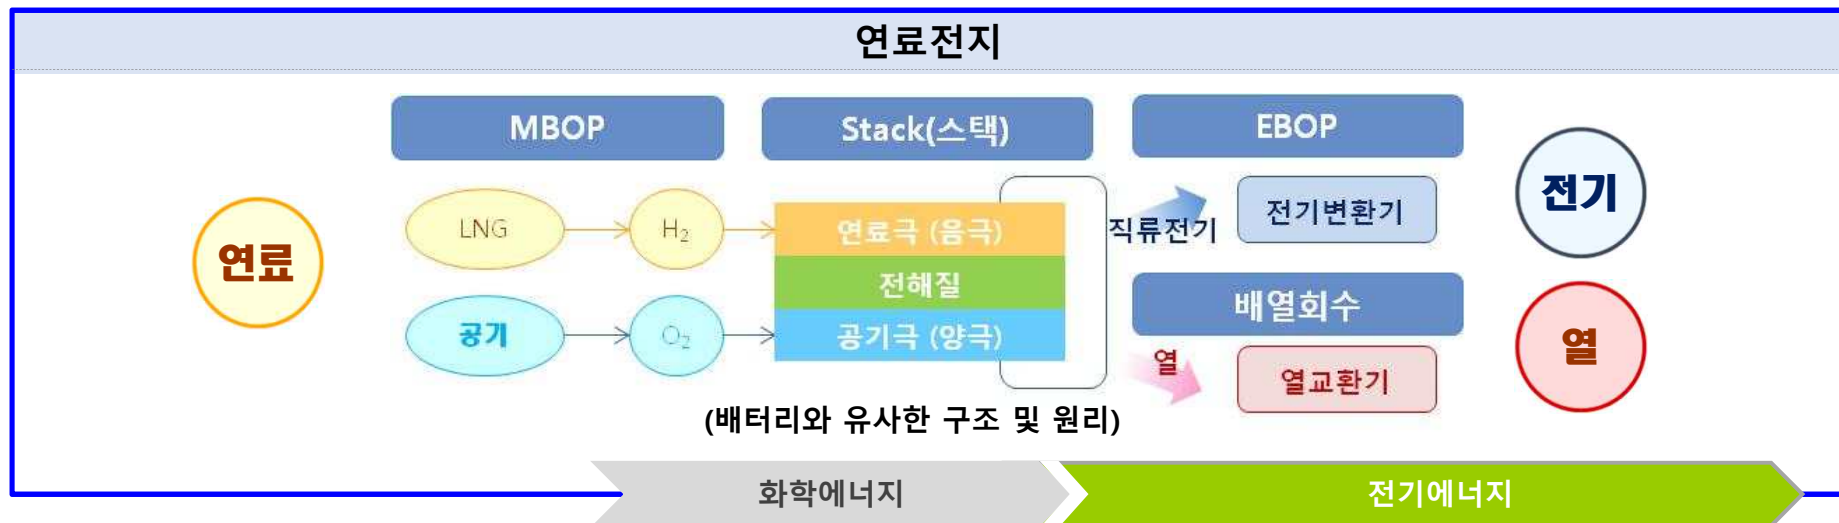 연료전지
MBOP
Stack(스택)
EBOP
연료
LNG
H₂
연료극 (음극)
직류전기
전기변환기
전기
전해질
공기
O₂
공기극 (양극)
배열회수
열
열교환기
열
(배터리와 유사한 구조 및 원리)
화학에너지
전기에너지